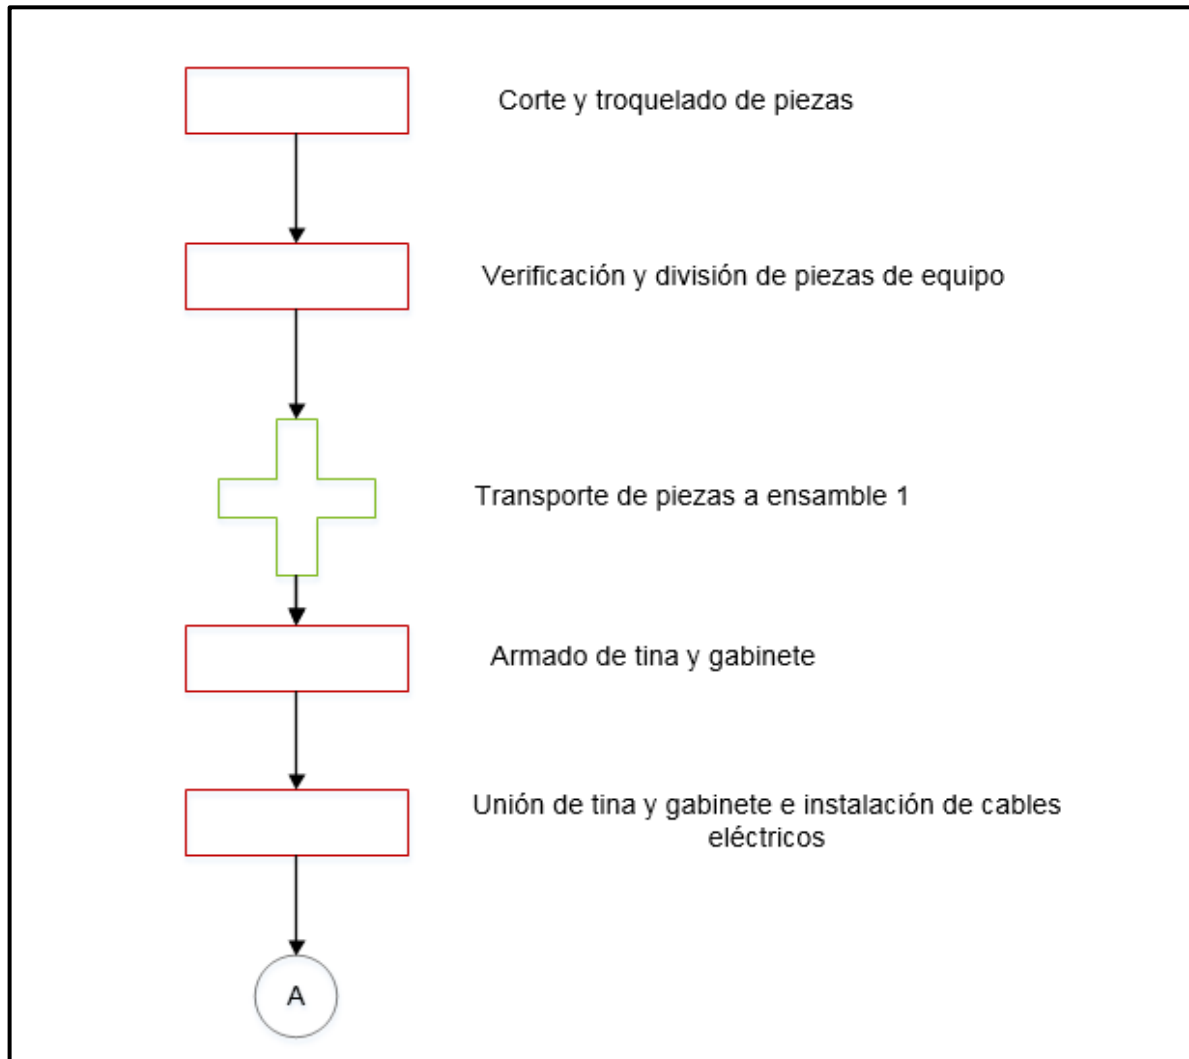 Corte y troquelado de piezas
Verificación y división de piezas de equipo
Transporte de piezas a ensamble 1
Armado de tina y gabinete
Unión de tina y gabinete e instalación de cables
eléctricos
A